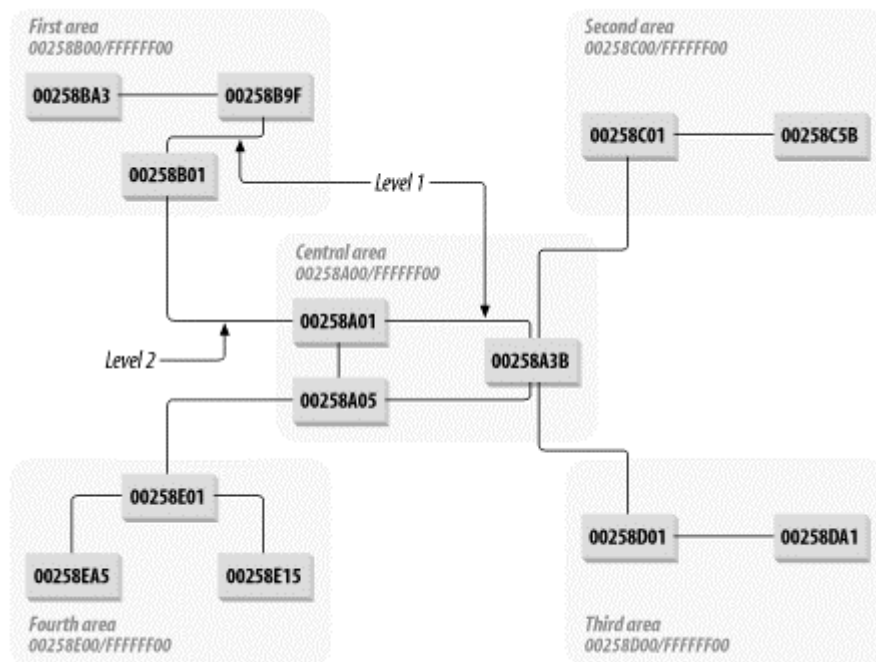 First area
00258B00/FFFFFF00
00258BA3
00258B9F
00258B01
Second area
00258C00/FFFFFF00
00258C01
00258C5B
Level 1
Central area
00258A00/FFFFFF00
00258A01
00258A3B
Level 2
00258A05
00258E01
00258EA5
00258E15
Fourth area
00258E00/FFFFFF00
00258D01
00258DA1
Third area
00258D00/FFFFFF00